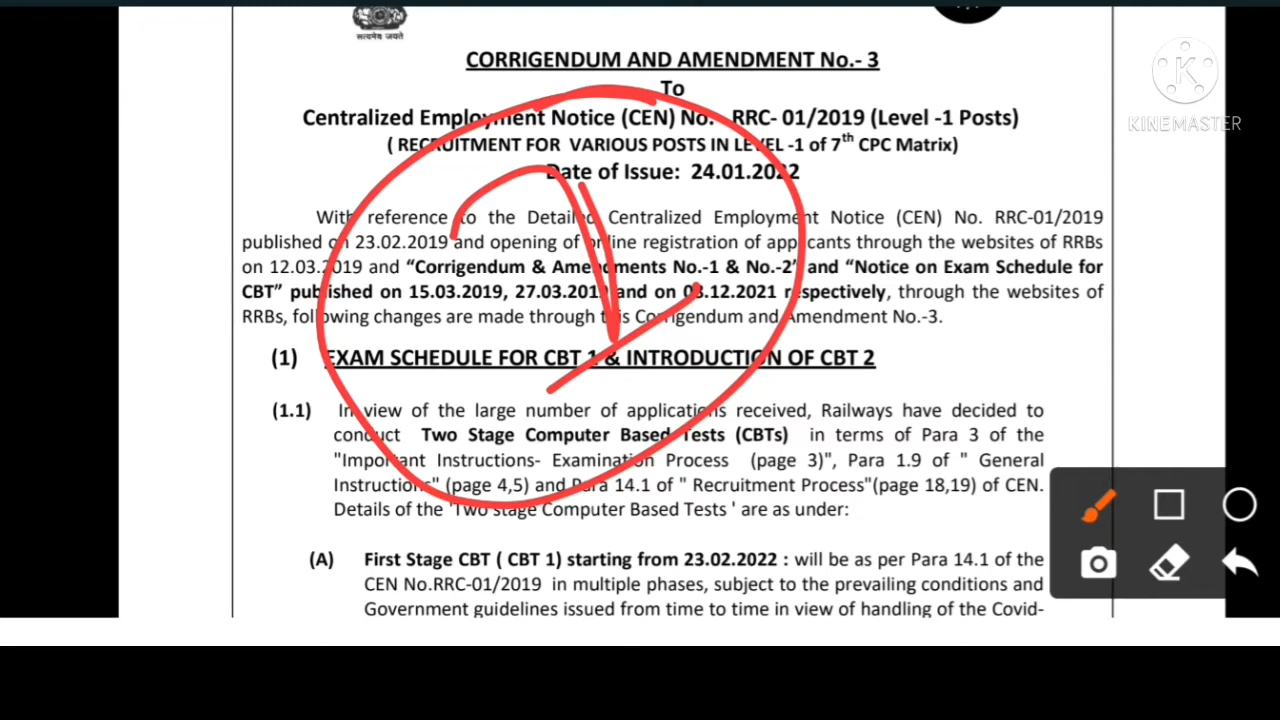 सत्यमेव जयते
CORRIGENDUM AND AMENDMENT No.- 3
To
Centralized Employment Notice (CEN) No. RRC- 01/2019 (Level -1 Posts)
( RECRUITMENT FOR VARIOUS POSTS IN LEVEL -1 of 7th CPC Matrix)
Date of Issue: 24.01.2022
With reference to the Detailed Centralized Employment Notice (CEN) No. RRC-01/2019
published on 23.02.2019 and opening of online registration of applicants through the websites of RRBs
on 12.03.2019 and “Corrigendum & Amendments No.-1 & No.-2” and “Notice on Exam Schedule for
CBT” published on 15.03.2019, 27.03.2019 and on 08.12.2021 respectively, through the websites of
RRBs, following changes are made through this Corrigendum and Amendment No.-3.
(1) EXAM SCHEDULE FOR CBT 1 & INTRODUCTION OF CBT 2
(1.1) In view of the large number of applications received, Railways have decided to
conduct Two Stage Computer Based Tests (CBTs) in terms of Para 3 of the
"Important Instructions- Examination Process (page 3)", Para 1.9 of " General
Instructions" (page 4,5) and Para 14.1 of " Recruitment Process"(page 18,19) of CEN.
Details of the 'Two stage Computer Based Tests ' are as under:
(A) First Stage CBT ( CBT 1) starting from 23.02.2022 : will be as per Para 14.1 of the
CEN No.RRC-01/2019 in multiple phases, subject to the prevailing conditions and
Government guidelines issued from time to time in view of handling of the Covid-
K
KINEMASTER